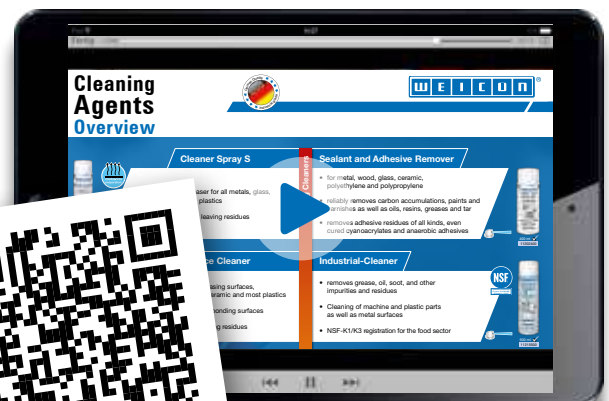 9:27
Cleaning
Agents
Overview
WEICON®
Cleaner Spray S
for all metals, glass,
plastics
leaving residues
Cleaners
Sealant and Adhesive Remover
• for metal, wood, glass, ceramic,
polyethylene and polypropylene
• reliably removes carbon accumulations, paints and
varnishes as well as oils, resins, greases and tar
• removes adhesive residues of all kinds, even
cured cyanoacrylates and anaerobic adhesives
Cleaner
surfaces,
ceramic and most plastics
surfaces
residues
Industrial-Cleaner
• removes grease, oil, soot, and other
impurities and residues
• Cleaning of machine and plastic parts
as well as metal surfaces
• NSF-K1/K3 registration for the food sector
NSF